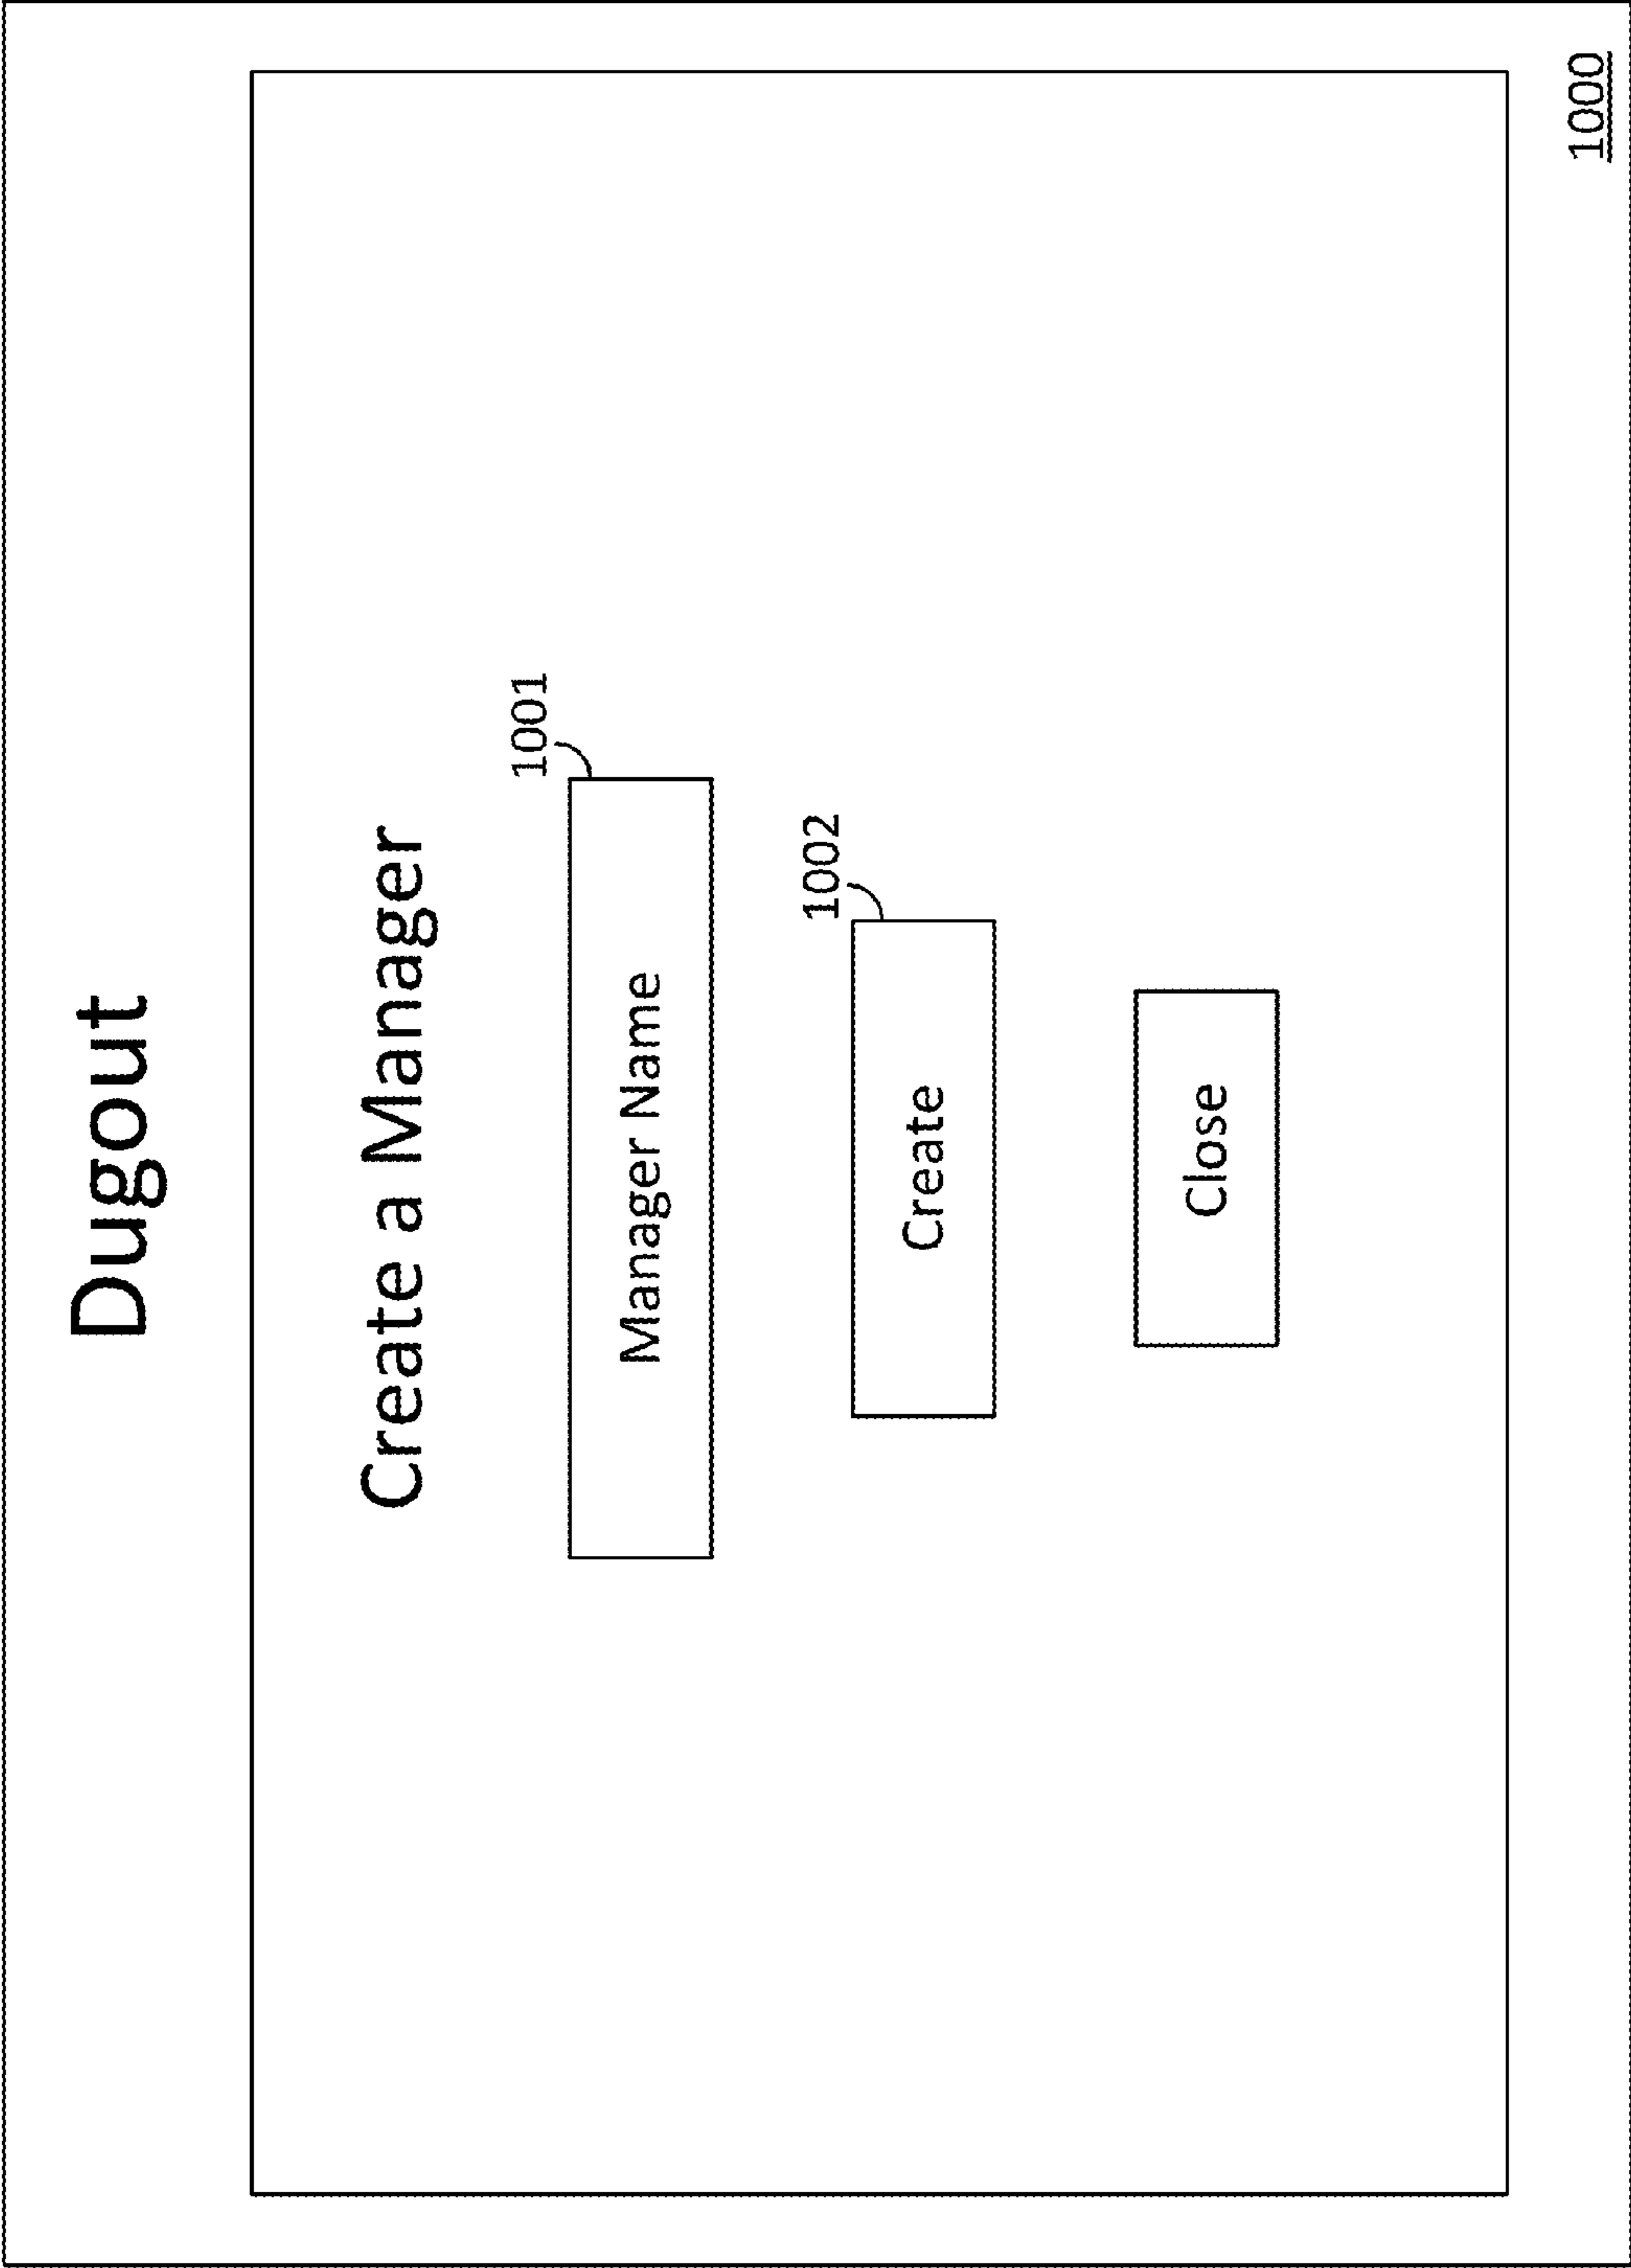 Dugout
Create a Manager
1001
Manager Name
1002
Create
Close
1000